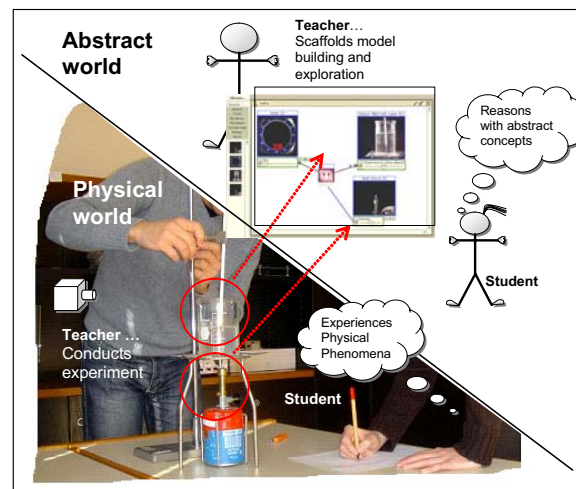 Abstract
world
Teacher…
Scaffolds model
building and
exploration
Reasons
with abstract
concepts
Student
Physical
world
Teacher …
Conducts
experiment
Experiences
Physical
Phenomena
Student